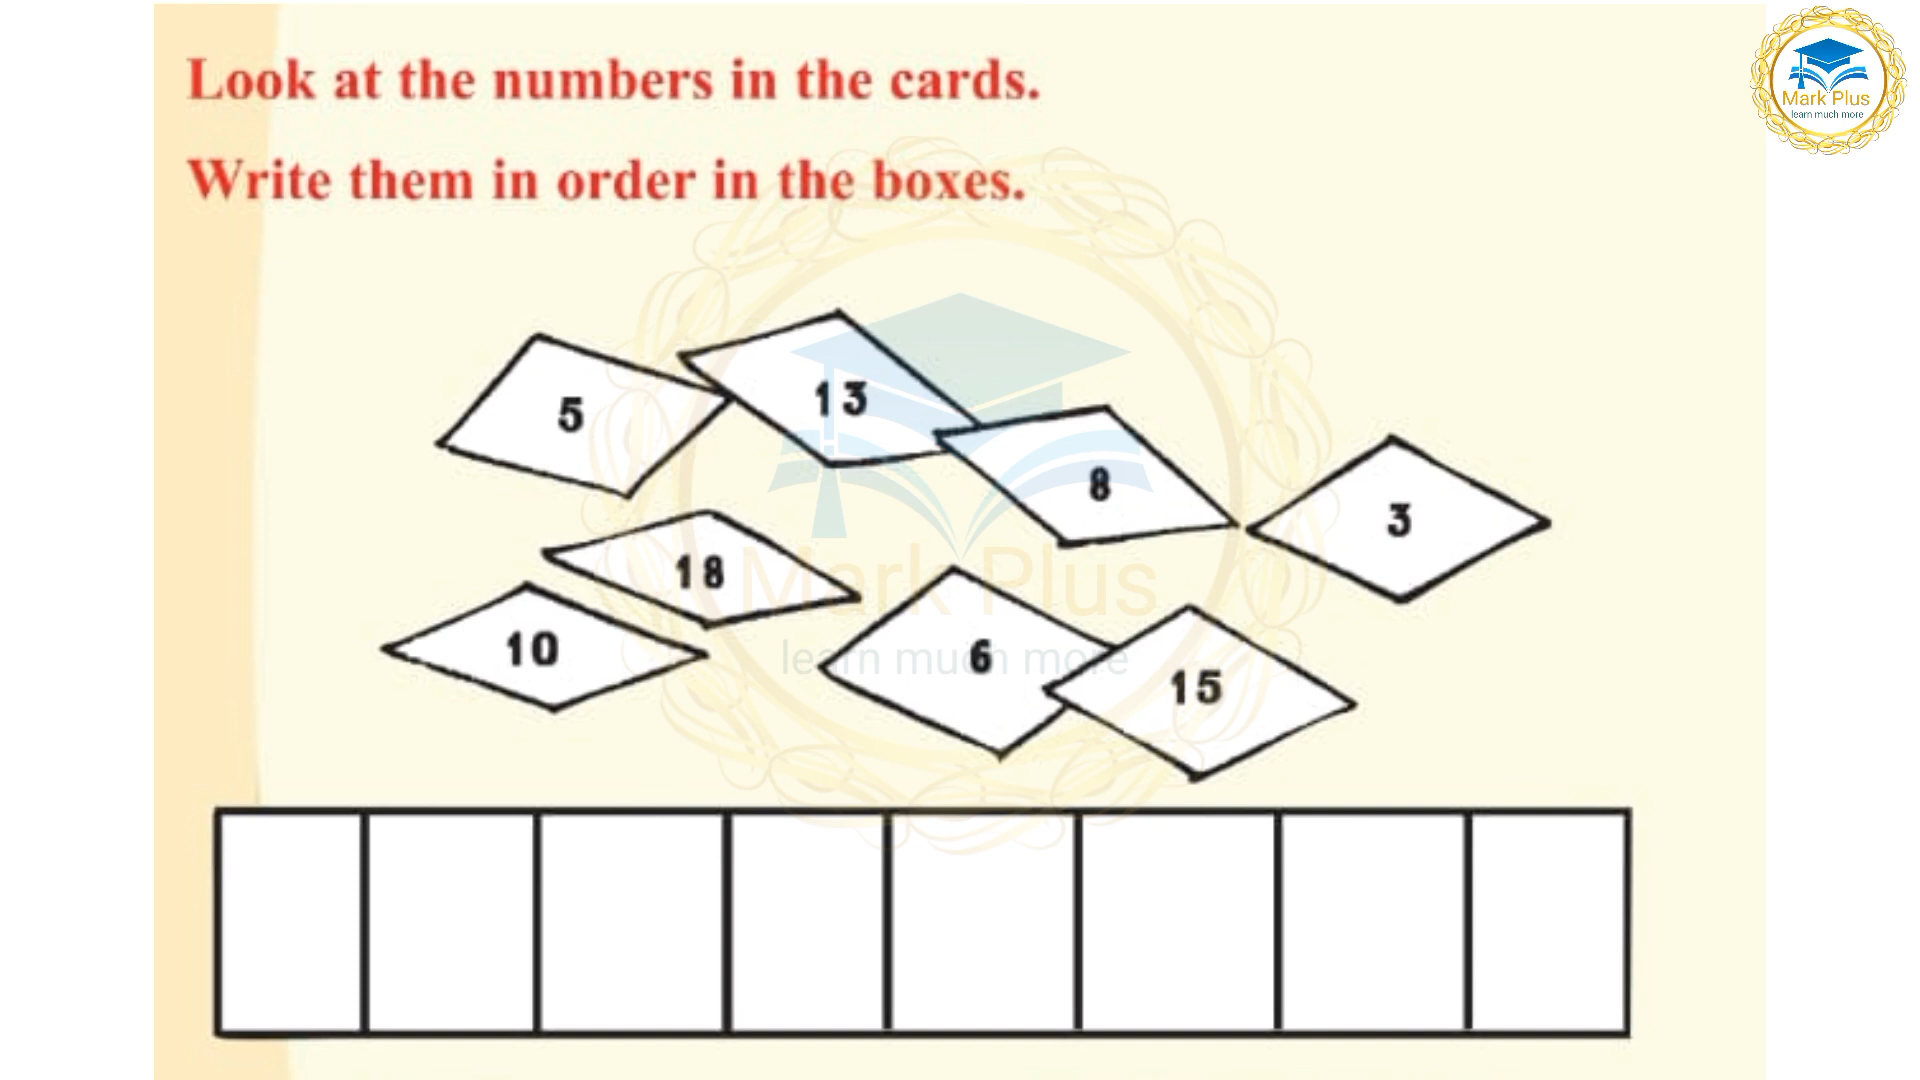 Look at the numbers in the cards.
Write them in order in the boxes.
Mark Plus
learn much more
5
13
8
3
18
10
6
15
Mark Plus
learn much more